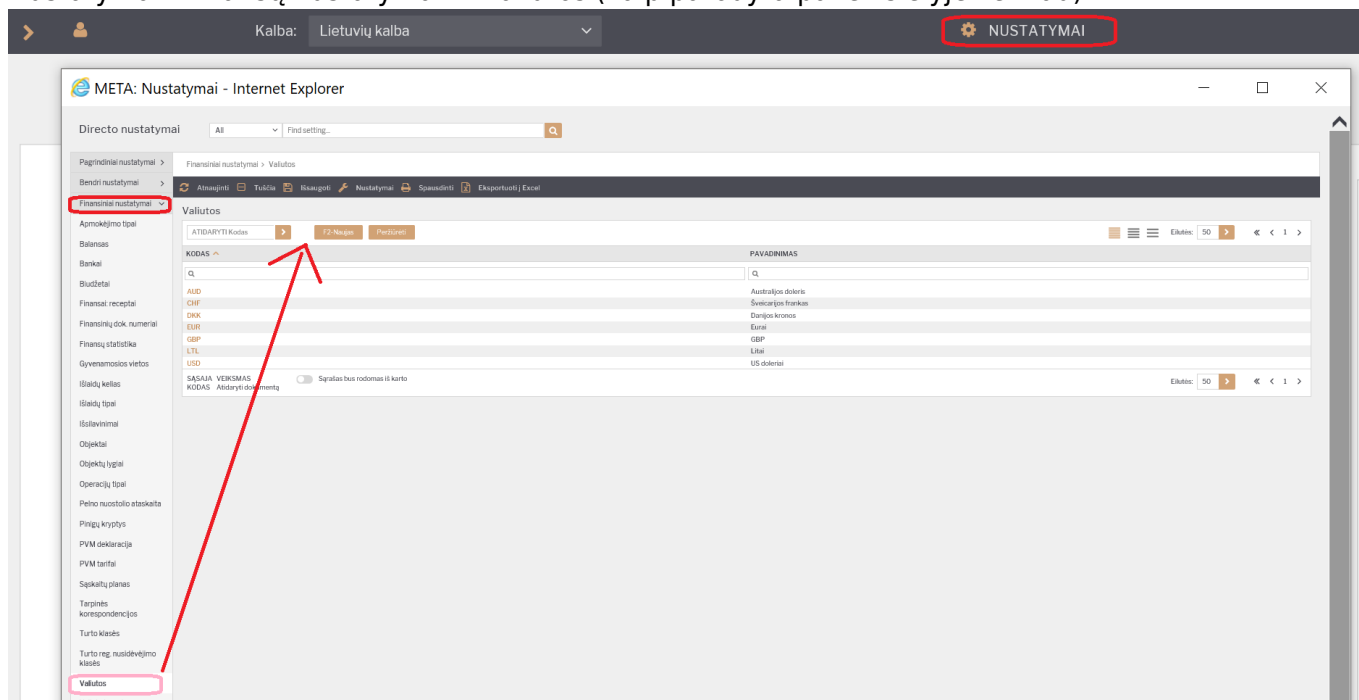 Kalba: Lietuvių kalba
NUSTATYMAI
META: Nustatymai - Internet Explorer
Directo nustatymai
All
Find setting...
Pagrindiniai nustatymai
Bendri nustatymai
Finansiniai nustatymai
Apmokėjimo tipai
Balansas
Bankai
Biudžetai
Finansai: receptai
Finansinių dok. numeriai
Finansų statistika
Gyvenamosios vietos
Išlaidų kelias
Išlaidų tipai
Išsilavinimai
Objektai
Objektų lygiai
Operacijų tipai
Pelno nuostolio ataskaita
Pinigų kryptys
PVM deklaracija
PVM tarifai
Sąskaitų planas
Tarpinės
korespondencijos
Turto klasės
Turto reg. nusidėvėjimo
klasės
Valiutos
Finansiniai nustatymai > Valiutos
Atnaujinti Tuščia Išsaugoti Nustatymai Spausdinti Eksportuoti į Excel
Valiutos
ATIDARYTI Kodas F2-Naujas Peržiūrėti Eilutės: 50 1
KODAS PAVADINIMAS
AUD Australijos doleris
CHF Šveicarijos frankas
DKK Danijos kronos
EUR Eurai
GBP GBP
LTL Litai
USD US doleriai
SĄSAJA VEIKSMAS Sąrašas bus rodomas iš karto
KODAS Atidaryti dokumentą
Eilutės: 50 1